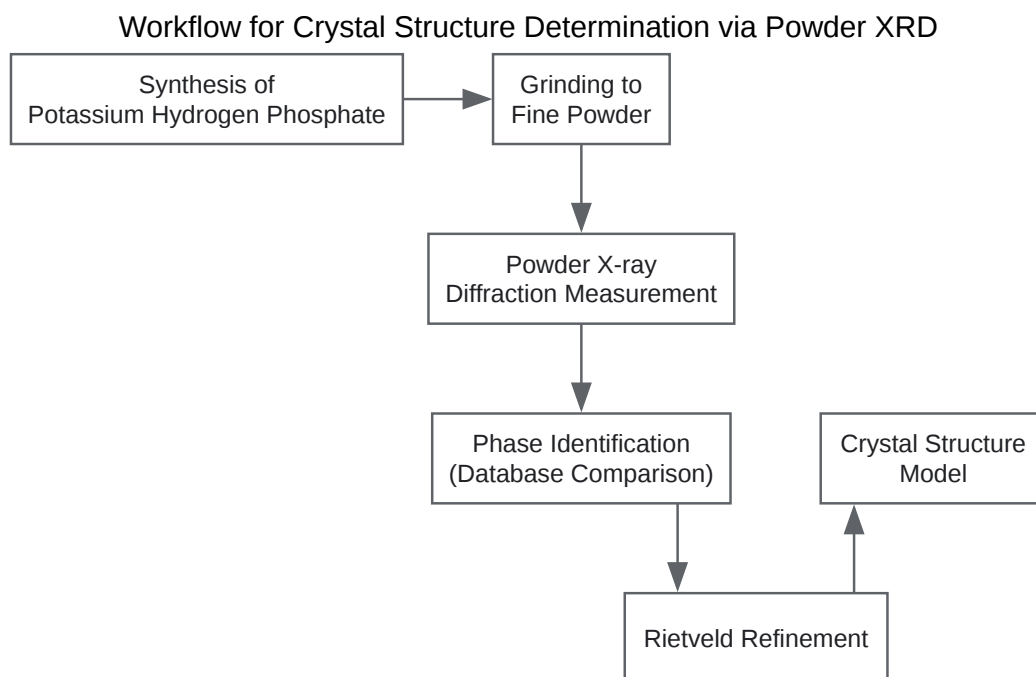 Workflow for Crystal Structure Determination via Powder XRD
Synthesis of
Potassium Hydrogen Phosphate
Grinding to
Fine Powder
Powder X-ray
Diffraction Measurement
Phase Identification
(Database Comparison)
Crystal Structure
Model
Rietveld Refinement